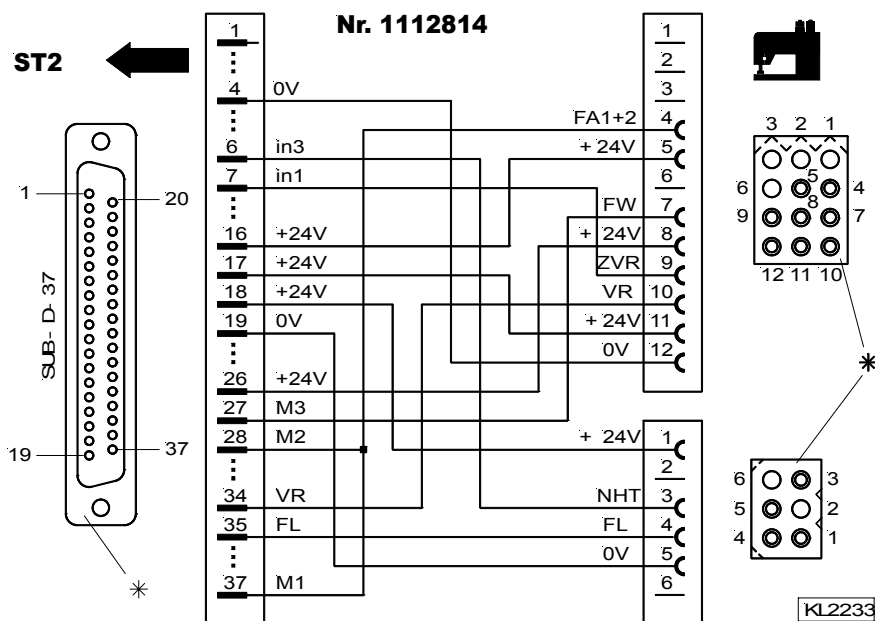 Nr. 1112814
ST2
SUB- D- 37
1
20
19
37
1
4 0V
6 in3
7 in1
16 +24V
17 +24V
18 +24V
19 0V
26 +24V
27 M3
28 M2
34 VR
35 FL
37 M1
1
2
3
FA1+2 4
+ 24V 5
6
FW 7
+ 24V 8
ZVR 9
VR 10
+ 24V 11
0V 12
+ 24V 1
2
NHT 3
FL 4
0V 5
6
3 2 1
6 5 4
9 8 7
12 11 10
6 3
5 2
4 1
KL2233